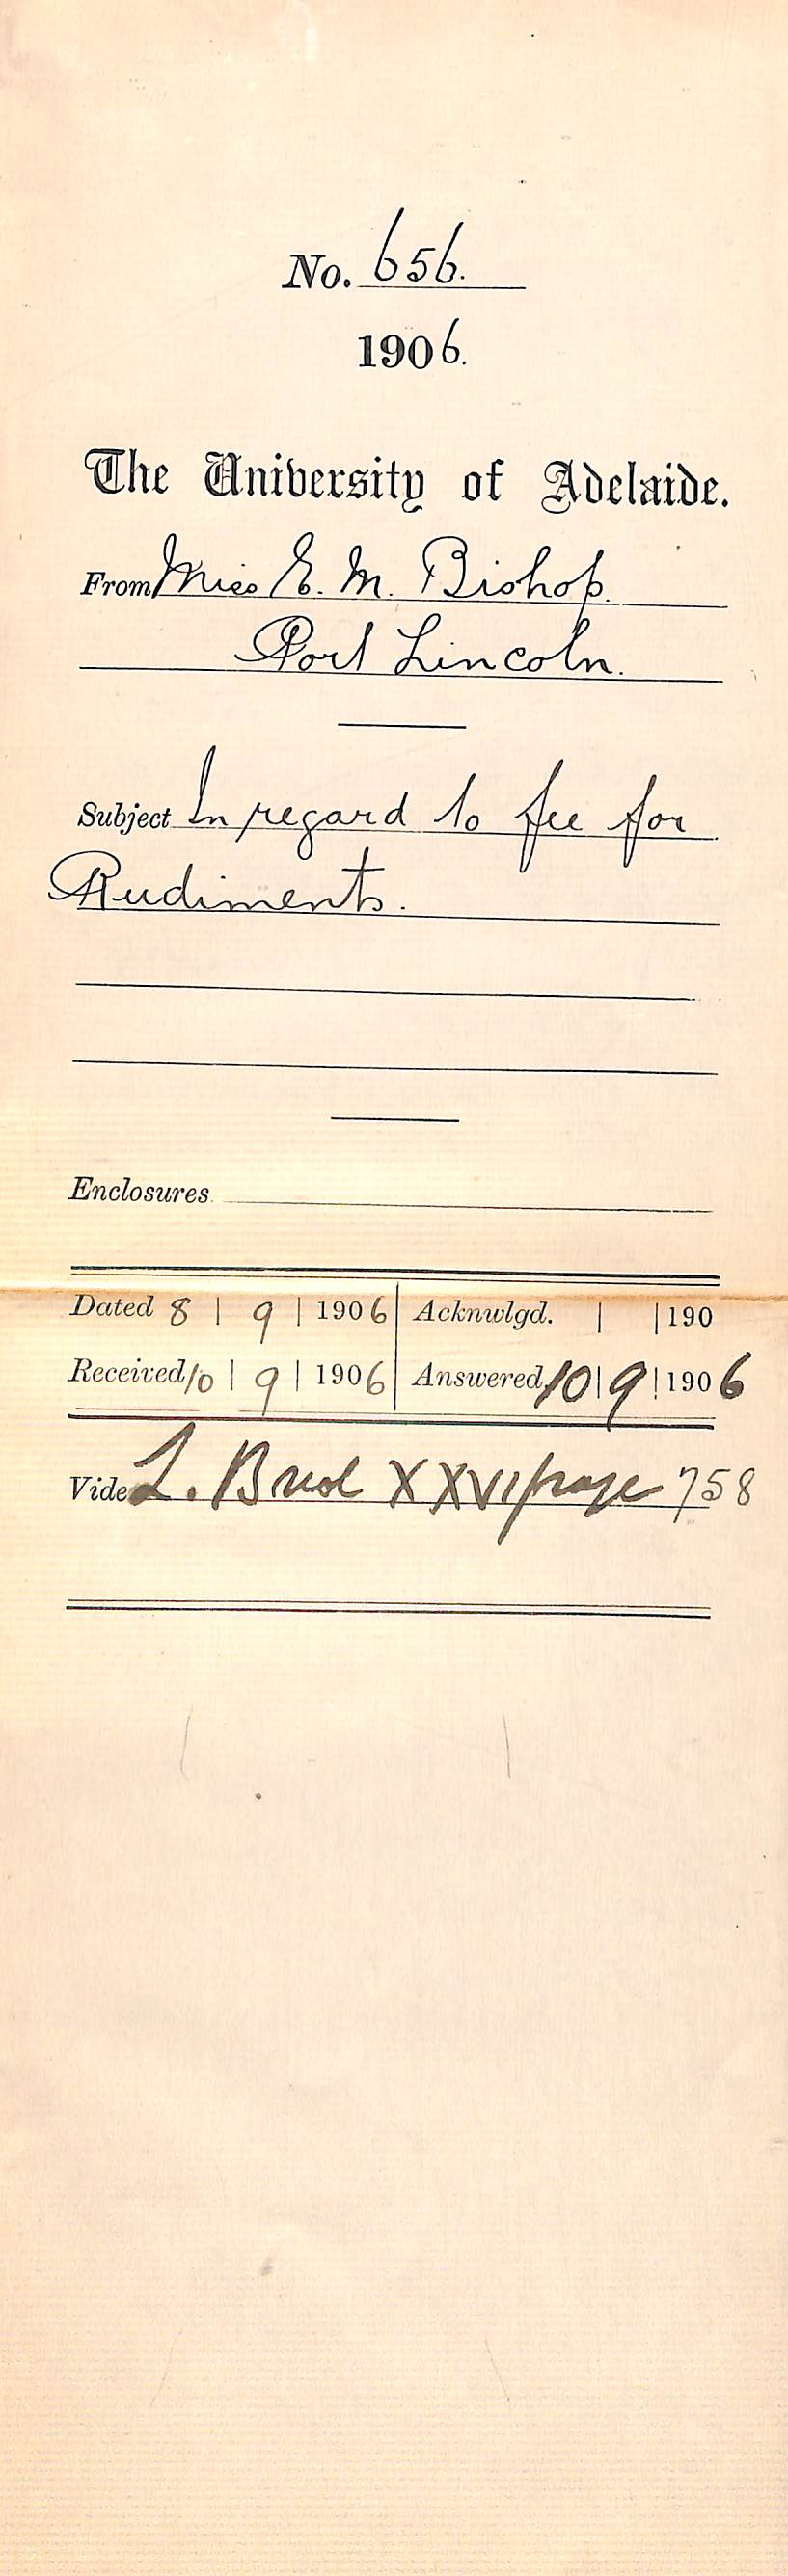 No. 656.
1906.
The University of Adelaide.
From Miss E. M. Bishop.
Port Lincoln.
Subject In regard to fee for
Rudiments.
Enclosures
Dated 8 | 9 | 1906 | Acknwlgd. | | 190
Received 10 | 9 | 1906 | Answered 10 | 9 | 1906
Vide L. XXVI page 758